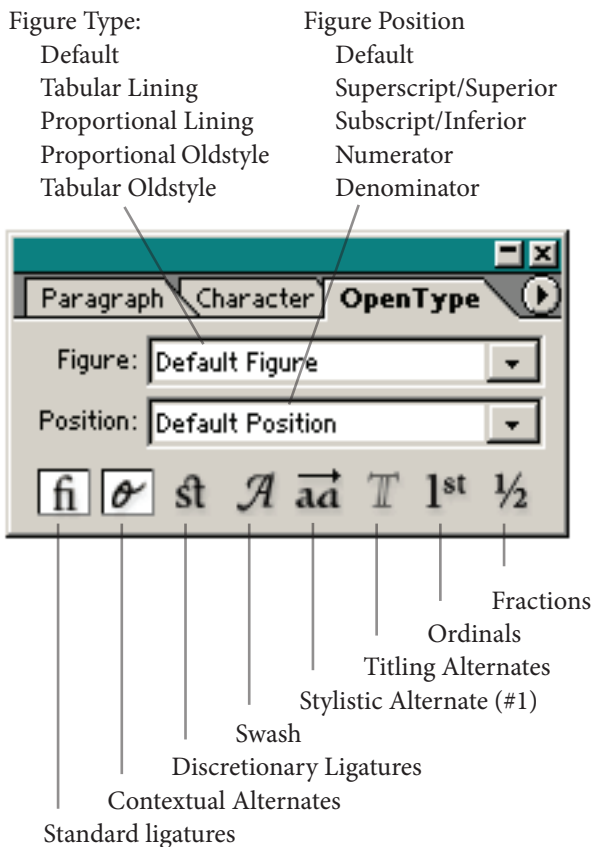 Figure Type:
Default
Tabular Lining
Proportional Lining
Proportional Oldstyle
Tabular Oldstyle
Figure Position
Default
Superscript/Superior
Subscript/Inferior
Numerator
Denominator
Paragraph Character OpenType
Figure: Default Figure
Position: Default Position
fi o st A aa T 1st ½
Fractions
Ordinals
Titling Alternates
Stylistic Alternate (#1)
Swash
Discretionary Ligatures
Contextual Alternates
Standard ligatures